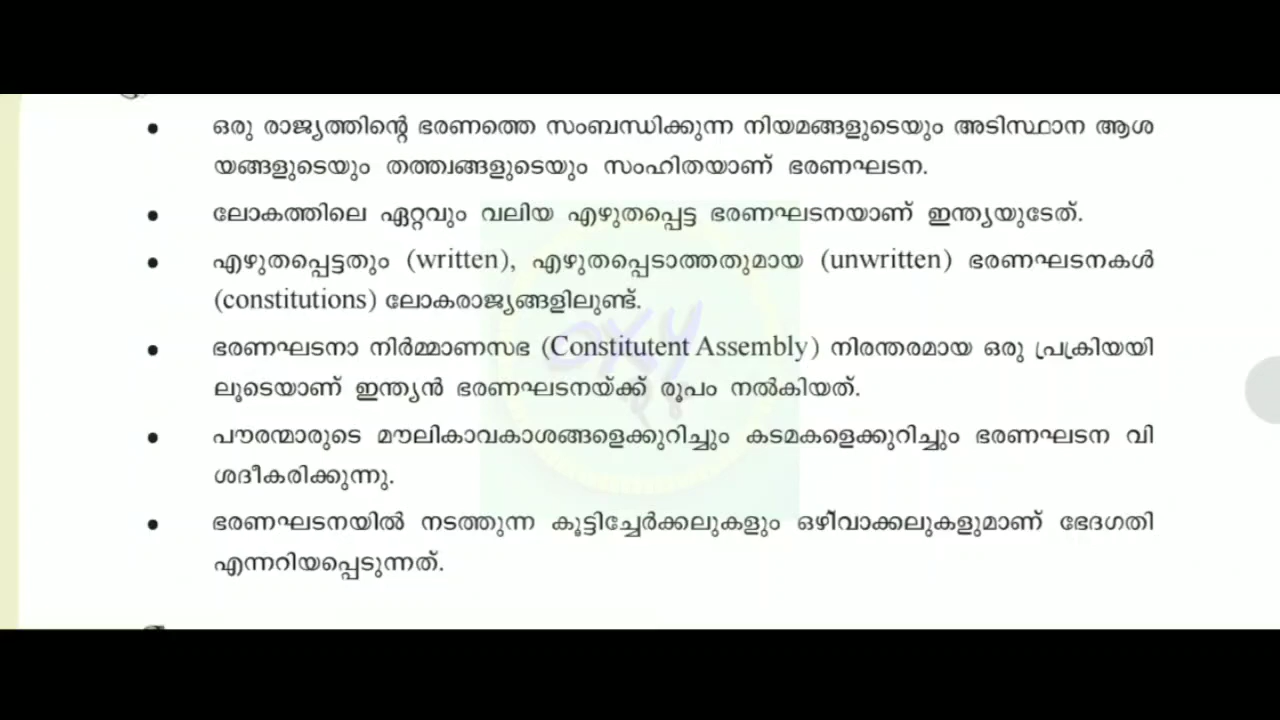 • ഒരു രാജ്യത്തിന്റെ ഭരണത്തെ സംബന്ധിക്കുന്ന നിയമങ്ങളുടെയും അടിസ്ഥാന ആശ
യങ്ങളുടെയും തത്ത്വങ്ങളുടെയും സംഹിതയാണ് ഭരണഘടന.
• ലോകത്തിലെ ഏറ്റവും വലിയ എഴുതപ്പെട്ട ഭരണഘടനയാണ് ഇന്ത്യയുടേത്.
• എഴുതപ്പെട്ടതും (written), എഴുതപ്പെടാത്തതുമായ (unwritten) ഭരണഘടനകൾ
(constitutions) ലോകരാജ്യങ്ങളിലുണ്ട്.
• ഭരണഘടനാ നിർമ്മാണസഭ (Constitutent Assembly) നിരന്തരമായ ഒരു പ്രക്രിയയി
ലൂടെയാണ് ഇന്ത്യൻ ഭരണഘടനയ്ക്ക് രൂപം നൽകിയത്.
• പൗരന്മാരുടെ മൗലികാവകാശങ്ങളെക്കുറിച്ചും കടമകളെക്കുറിച്ചും ഭരണഘടന വി
ശദീകരിക്കുന്നു.
• ഭരണഘടനയിൽ നടത്തുന്ന കൂട്ടിച്ചേർക്കലുകളും ഒഴിവാക്കലുകളുമാണ് ഭേദഗതി
എന്നറിയപ്പെടുന്നത്.